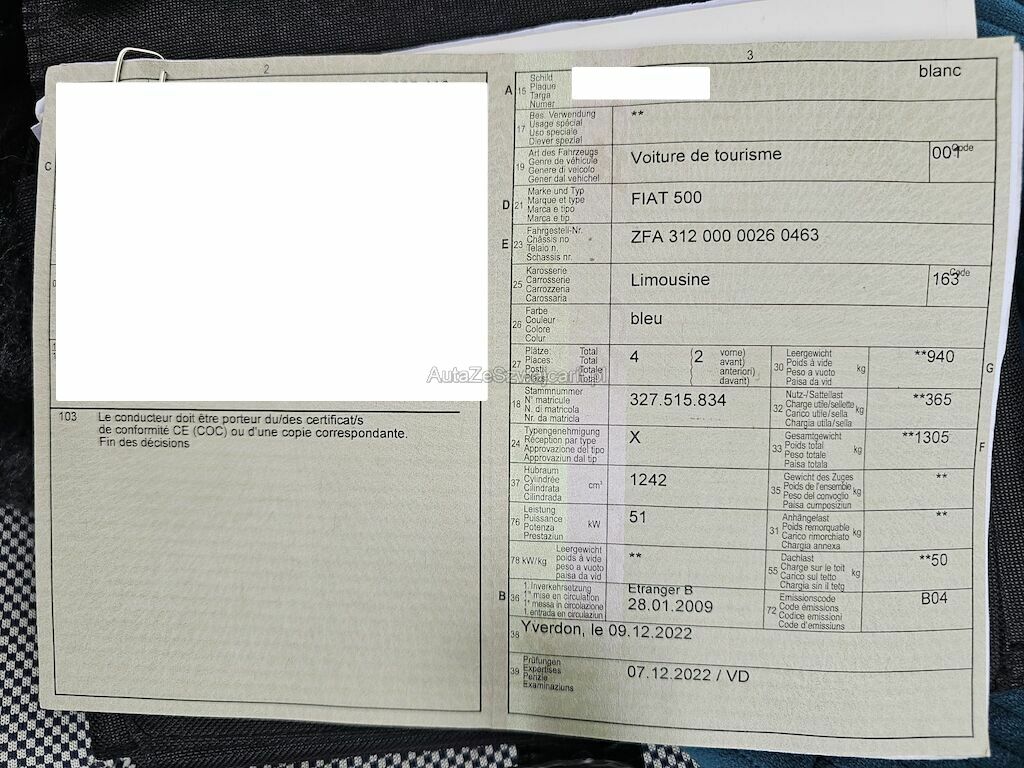 2
C
AutaZeSzwajcarii.pl
103 Le conducteur doit être porteur du/des certificat/s
de conformité CE (COC) ou d'une copie correspondante.
Fin des décisions
3
A 15 Schild
Plaque
Targa
Numer
blanc
17 Bes. Verwendung
Usage spécial
Uso speciale
Diever spezial
**
19 Art des Fahrzeugs
Genre de véhicule
Genere di veicolo
Gener dal vehichel
Voiture de tourisme
001 Code
D 21 Marke und Typ
Marque et type
Marca e tipo
Marca e tip
FIAT 500
E 23 Fahrgestell-Nr.
Châssis no
Telaio n.
Schassis nr.
ZFA 312 000 0026 0463
25 Karosserie
Carrosserie
Carrozzeria
Carossaria
Limousine
163 Code
26 Farbe
Couleur
Colore
Colur
bleu
27 Plätze: Total
Places: Total
Posti: Totale
Total
4 (2 vorne)
avant)
anteriori)
davant)
30 Leergewicht
Poids à vide
Peso a vuoto
Paisa da vid
kg
**940
G
18 Stammnummer
N° matricule
N. di matricola
Nr. da matricla
327.515.834
32 Nutz-/Sattellast
Charge utile/sellette
Carico utile/sella
Chargia utila/sella
kg
**365
24 Typengenehmigung
Réception par type
Approvazione del tipo
Approvaziun dal tip
X
33 Gesamtgewicht
Poids total
Peso totale
Paisa totala
kg
**1305
F
37 Hubraum
Cylindrée
Cilindrata
Cilindrada
cm³
1242
35 Gewicht des Zuges
Poids de l'ensemble
Peso del convoglio
Paisa cumposiziun
kg
**
76 Leistung
Puissance
Potenza
Prestaziun
kW
51
31 Anhängelast
Poids remorquable
Carico rimorchiato
Chargia annexa
kg
**
78 kW/kg Leergewicht
poids à vide
peso a vuoto
paisa da vid
**
55 Dachlast
Charge sur le toit
Carico sul tetto
Chargia sin il tetg
kg
**50
B 36 1. Inverkehrsetzung
1re mise en circulation
1a messa in circolazione
1. entrada en circulaziun
Etranger B
28.01.2009
72 Emissionscode
Code émissions
Codice emissioni
Code d'emissiuns
B04
38 Yverdon, le 09.12.2022
39 Prüfungen
Expertises
Perizie
Examinaziuns
07.12.2022 / VD